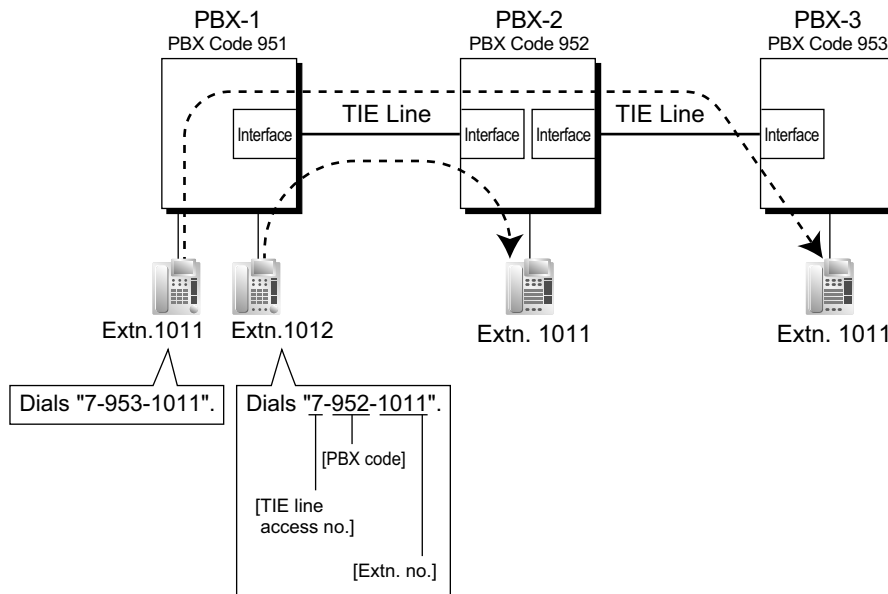 PBX-1
PBX Code 951
PBX-2
PBX Code 952
PBX-3
PBX Code 953
TIE Line
TIE Line
Interface
Interface
Interface
Interface
Extn.1011
Extn.1012
Extn. 1011
Extn. 1011
Dials "7-953-1011".
Dials "7-952-1011".
[PBX code]
[TIE line
access no.]
[Extn. no.]